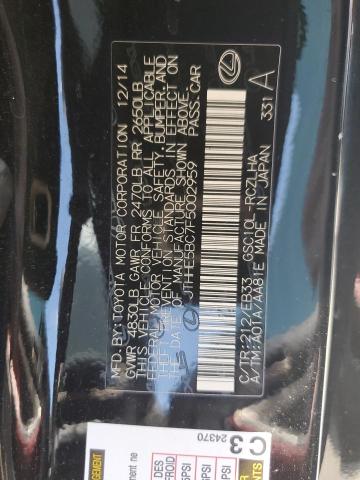 MFD. BY: TOYOTA MOTOR CORPORATION 12/14
GVWR 4830LB GAWR FR 2470LB RR 2650LB
THIS VEHICLE CONFORMS TO ALL APPLICABLE
FEDERAL MOTOR VEHICLE SAFETY, BUMPER, AND
THEFT PREVENTION STANDARDS IN EFFECT ON
THE DATE OF MANUFACTURE SHOWN ABOVE.
JTHHE5BC7F5002959 PASS. CAR
C/TR:212/EB33 GSC10L-RCZLHA
A/TM:A01A/AA81E MADE IN JAPAN 331 A
C3
24370